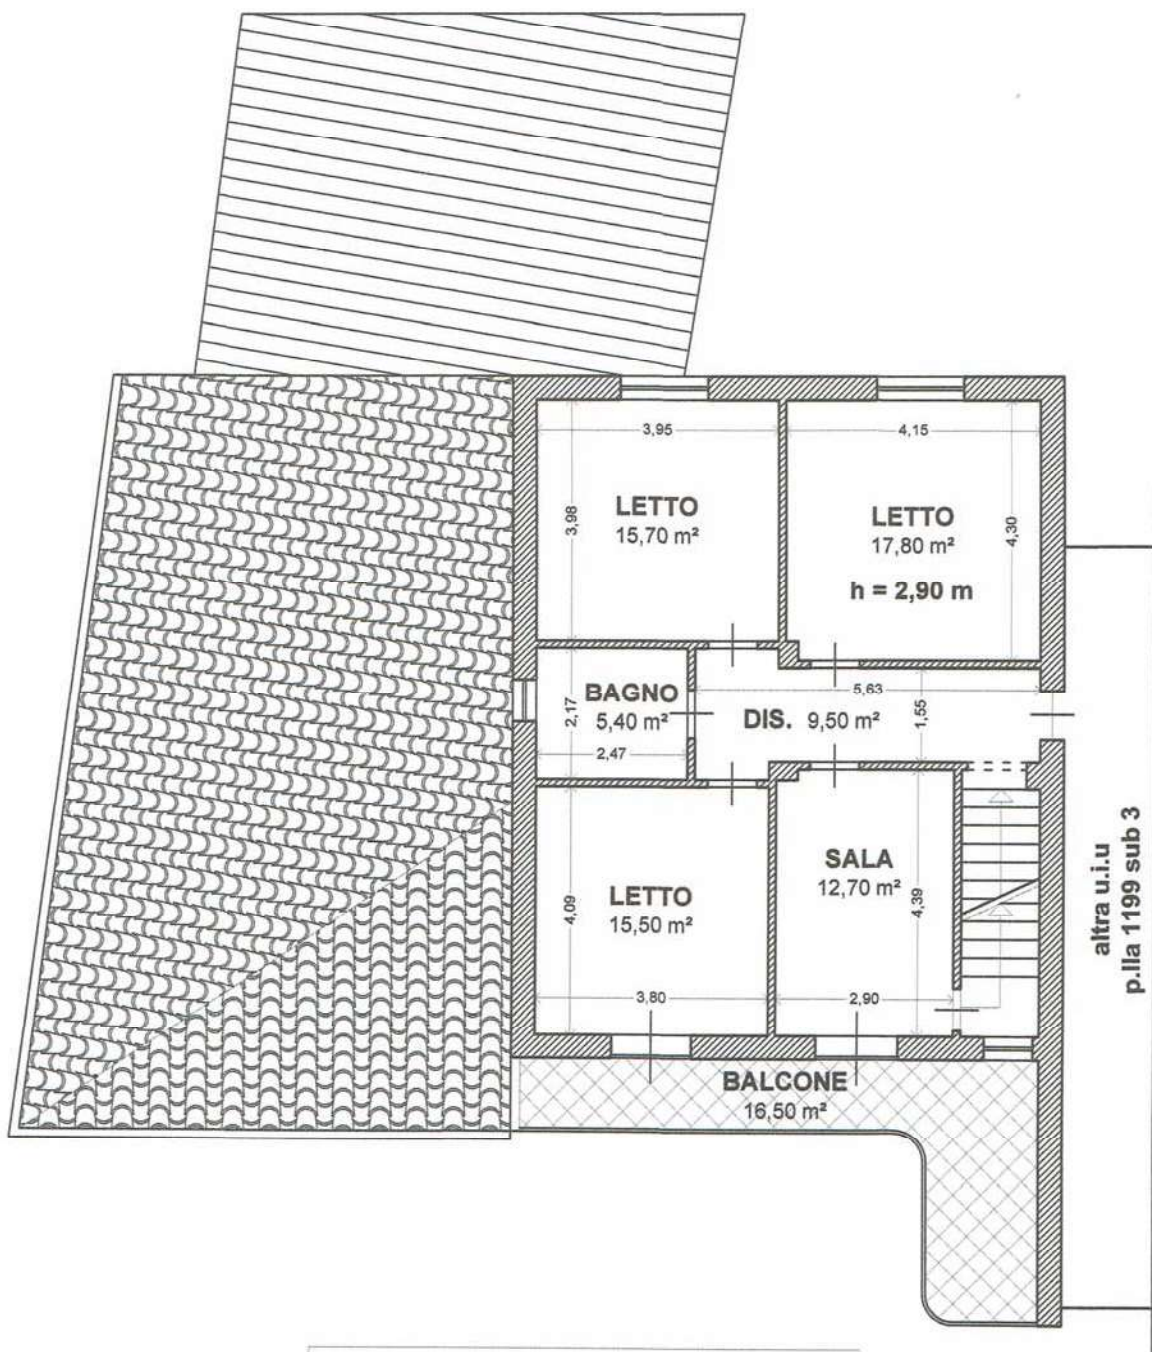 3,95
4,15
LETTO
15,70 m²
3,98
LETTO
17,80 m²
4,30
h = 2,90 m
BAGNO
5,40 m²
2,17
2,47
5,63
DIS. 9,50 m²
1,55
LETTO
15,50 m²
4,09
3,80
SALA
12,70 m²
4,39
2,90
altra u.i.u
p.lla 1199 sub 3
BALCONE
16,50 m²